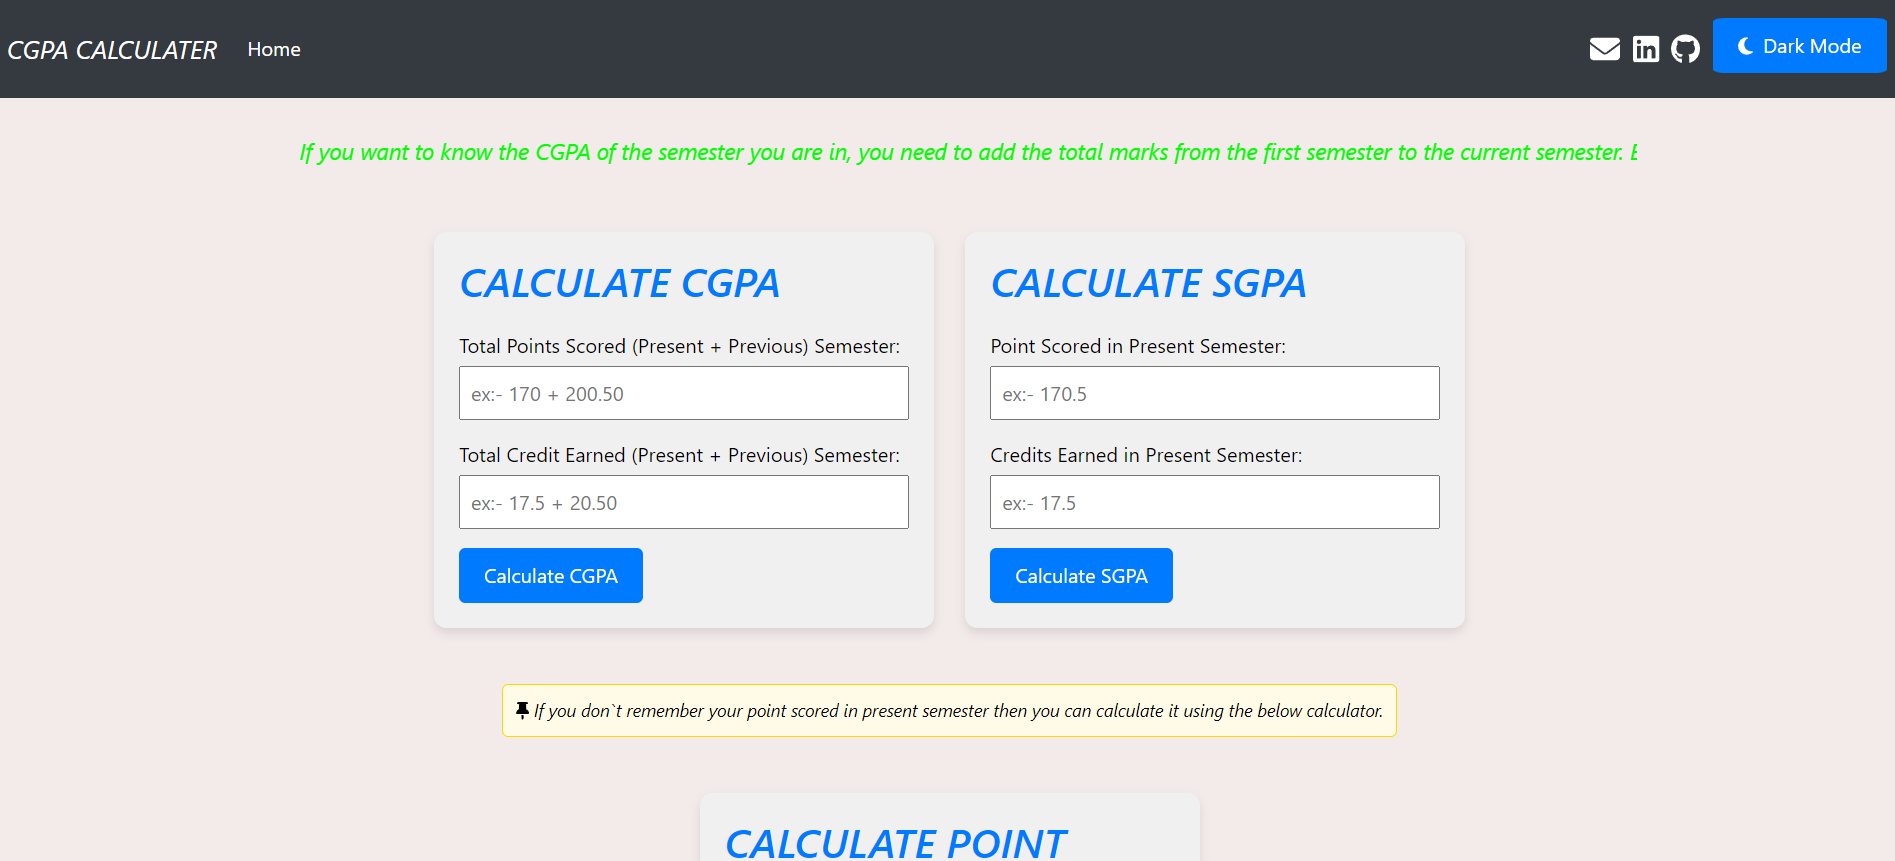 CGPA CALCULATER Home Dark Mode
If you want to know the CGPA of the semester you are in, you need to add the total marks from the first semester to the current semester.
CALCULATE CGPA
Total Points Scored (Present + Previous) Semester:
ex:- 170 + 200.50
Total Credit Earned (Present + Previous) Semester:
ex:- 17.5 + 20.50
Calculate CGPA
CALCULATE SGPA
Point Scored in Present Semester:
ex:- 170.5
Credits Earned in Present Semester:
ex:- 17.5
Calculate SGPA
If you don`t remember your point scored in present semester then you can calculate it using the below calculator.
CALCULATE POINT